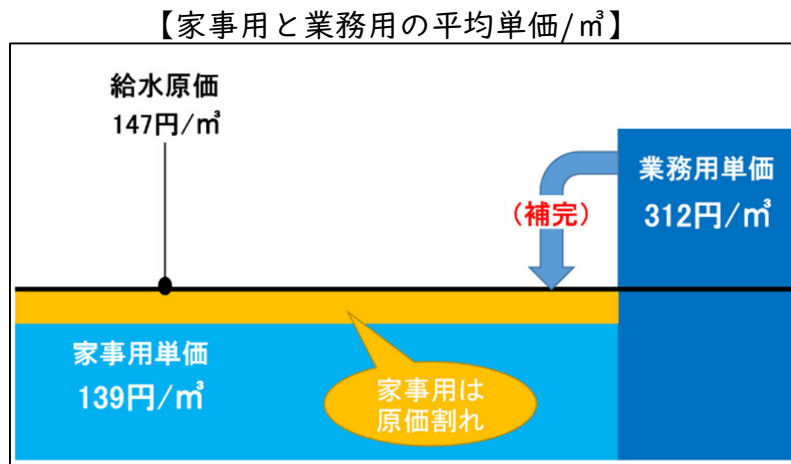 【家事用と業務用の平均単価/㎥】
給水原価
147円/㎥
業務用単価
312円/㎥
（補完）
家事用単価
139円/㎥
家事用は
原価割れ